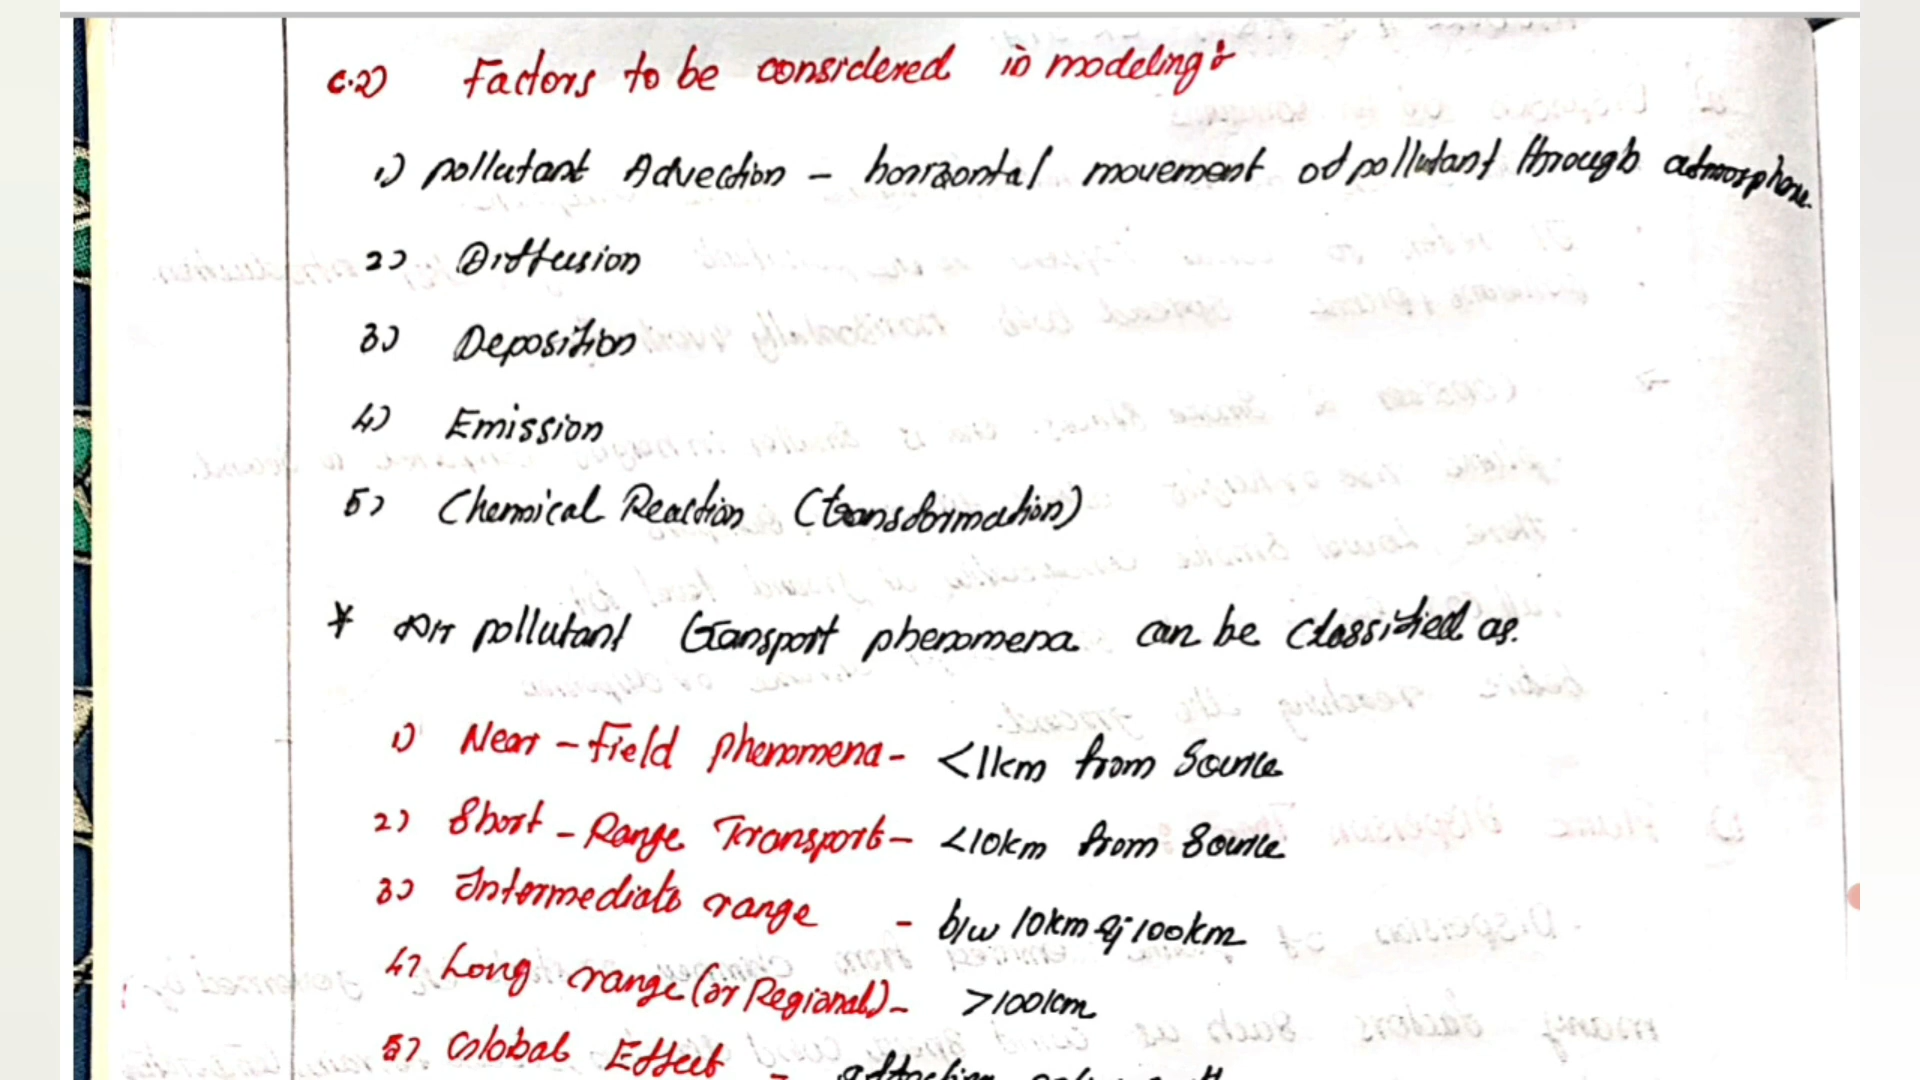 C.2) Factors to be considered in modeling:
1) pollutant Advection - horizontal movement of pollutant through atmosphere.
2) Diffusion
3) Deposition
4) Emission
5) Chemical Reaction (transformation)
* Air pollutant transport phenomena can be classified as.
1) Near-field phenomena - <1km from Source
2) Short-Range Transport - <10km from Source
3) Intermediate range - b/w 10km & 100km
4) Long range (or Regional) - >100km
5) Global Effect -